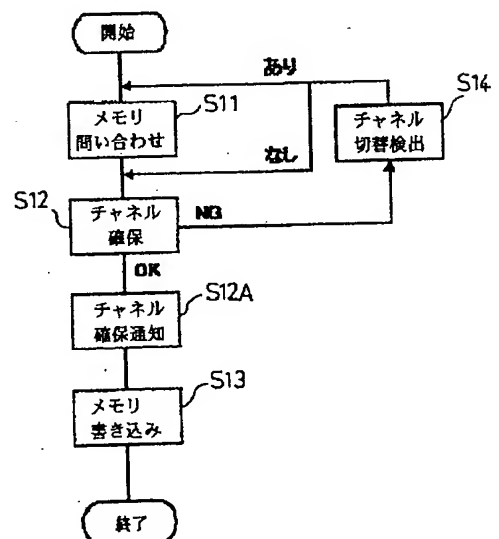 開始
あり
S11
S14
メモリ
問い合わせ
チャネル
切替検出
なし
S12
チャネル
確保
NG
OK
S12A
チャネル
確保通知
S13
メモリ
書き込み
終了